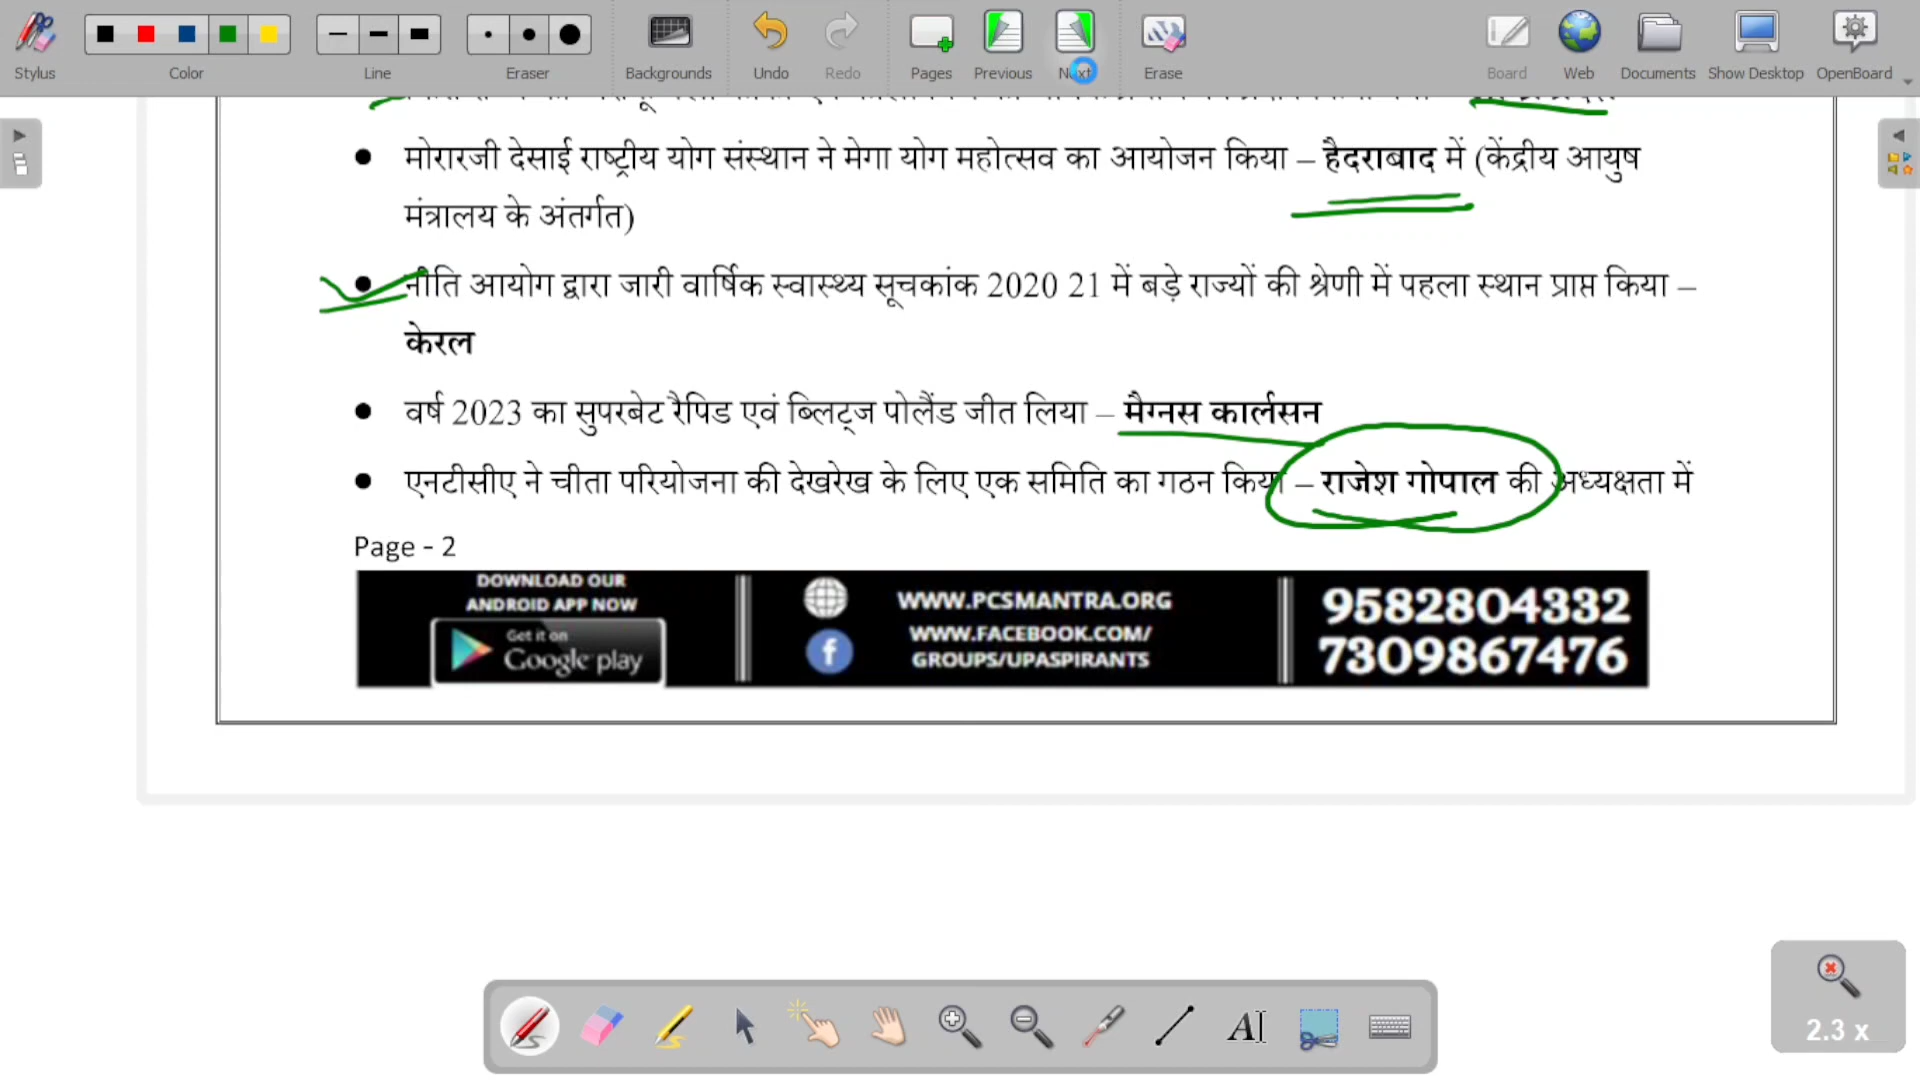 Stylus
Color
Line
Eraser
Backgrounds
Undo
Redo
Pages
Previous
Next
Erase
Board
Web
Documents
Show Desktop
OpenBoard
मोरारजी देसाई राष्ट्रीय योग संस्थान ने मेगा योग महोत्सव का आयोजन किया – हैदराबाद में (केंद्रीय आयुष
मंत्रालय के अंतर्गत)
नीति आयोग द्वारा जारी वार्षिक स्वास्थ्य सूचकांक 2020 21 में बड़े राज्यों की श्रेणी में पहला स्थान प्राप्त किया –
केरल
वर्ष 2023 का सुपरबेट रैपिड एवं ब्लिट्ज पोलैंड जीत लिया – मैग्नस कार्लसन
एनटीसीए ने चीता परियोजना की देखरेख के लिए एक समिति का गठन किया – राजेश गोपाल की अध्यक्षता में
Page - 2
DOWNLOAD OUR
ANDROID APP NOW
Get it on
Google play
WWW.PCSMANTRA.ORG
WWW.FACEBOOK.COM/
GROUPS/UPASPIRANTS
9582804332
7309867476
2.3 x